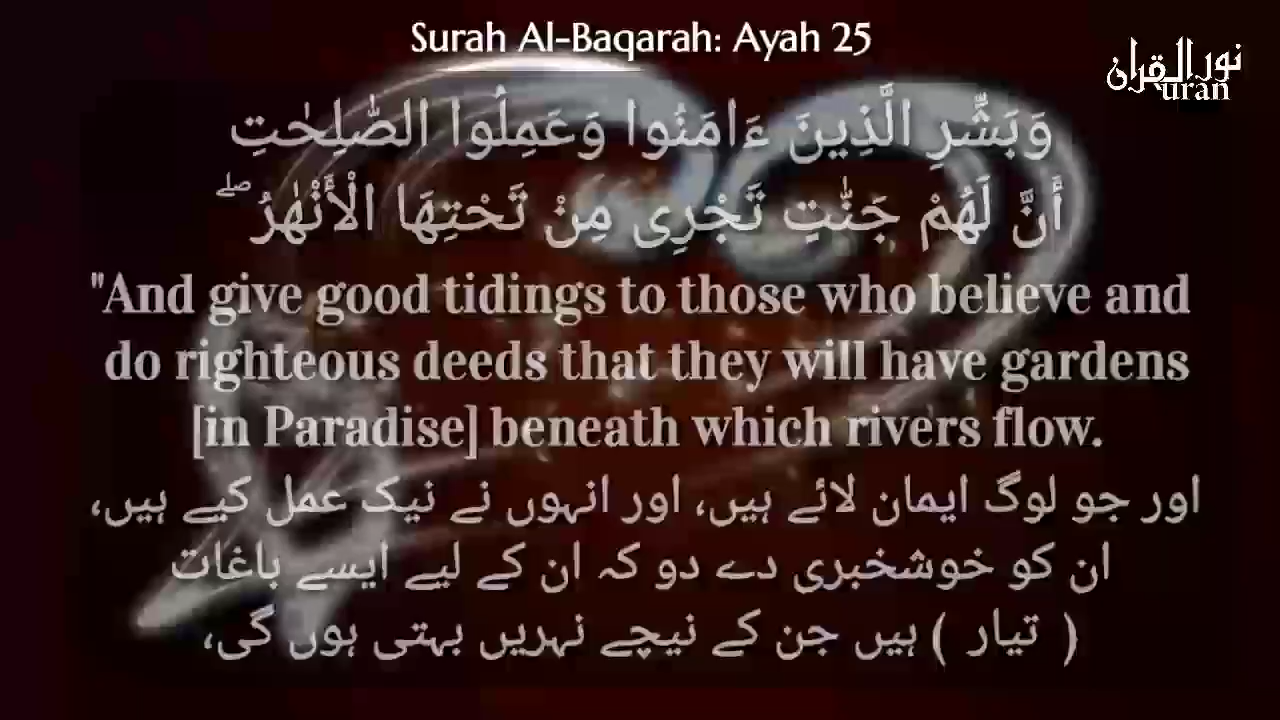 Surah Al-Baqarah: Ayah 25
نور القران
uran
وَبَشِّرِ الَّذِينَ ءَامَنُوا وَعَمِلُوا الصّٰلِحٰتِ
أَنَّ لَهُمْ جَنّٰتٍ تَجْرِى مِنْ تَحْتِهَا الْأَنْهٰرُ ۖ
"And give good tidings to those who believe and
do righteous deeds that they will have gardens
[in Paradise] beneath which rivers flow.
اور جو لوگ ایمان لائے ہیں، اور انہوں نے نیک عمل کیے ہیں،
ان کو خوشخبری دے دو کہ ان کے لیے ایسے باغات
( تیار ) ہیں جن کے نیچے نہریں بہتی ہوں گی،